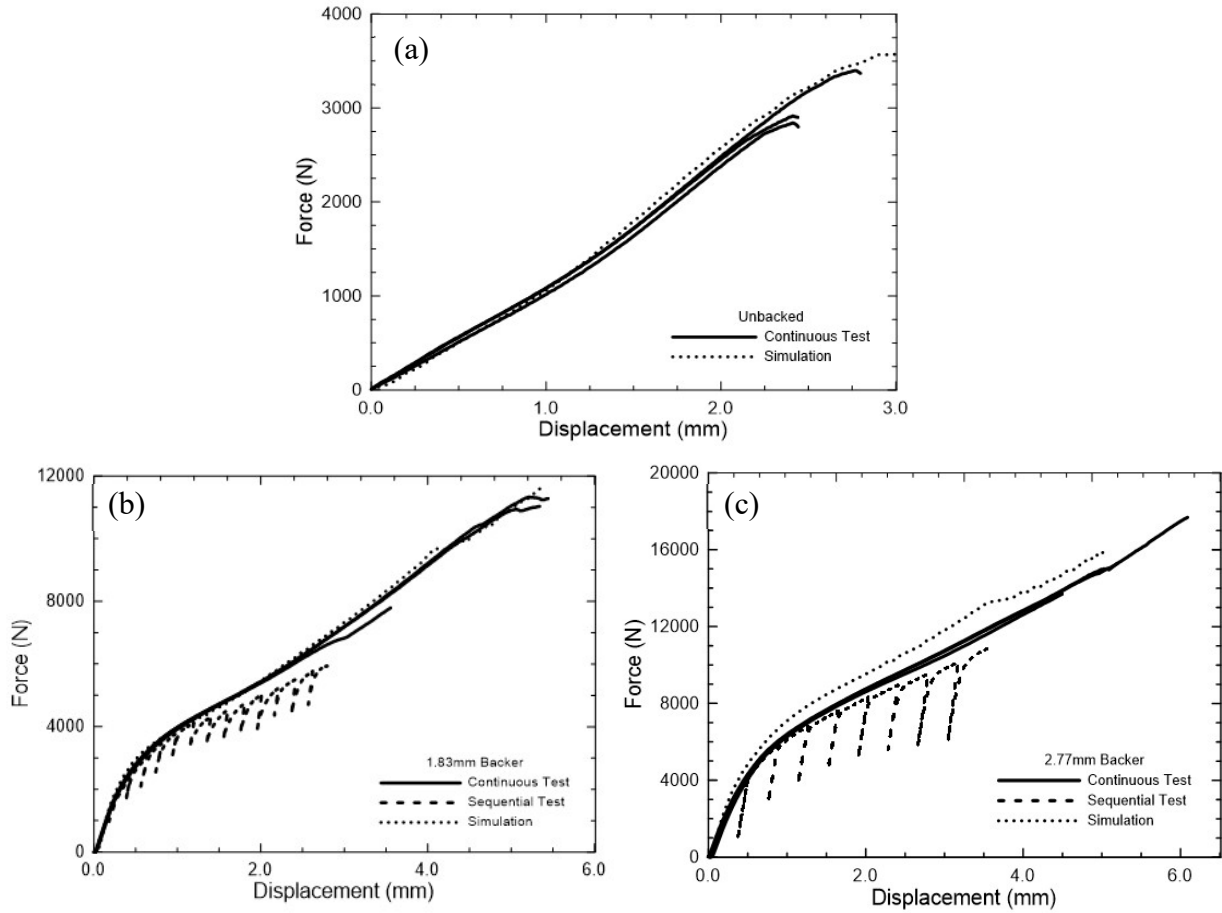 (a)
4000
3000
2000
1000
0
Force (N)
0.0
1.0
2.0
3.0
Displacement (mm)
Unbacked
Continuous Test
Simulation
(b)
12000
8000
4000
0
Force (N)
0.0
2.0
4.0
6.0
Displacement (mm)
1.83mm Backer
Continuous Test
Sequential Test
Simulation
(c)
20000
16000
12000
8000
4000
0
Force (N)
0.0
2.0
4.0
6.0
Displacement (mm)
2.77mm Backer
Continuous Test
Sequential Test
Simulation